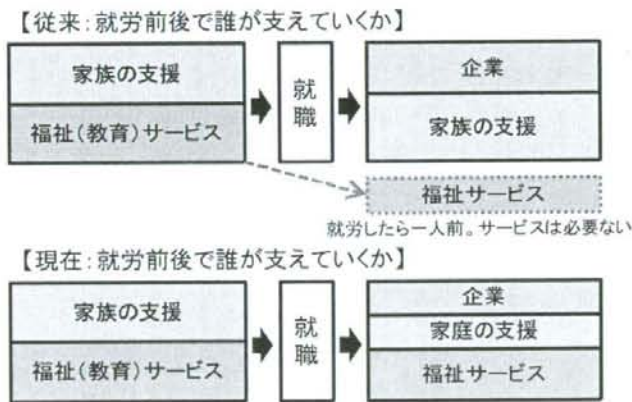 【従来:就労前後で誰が支えていくか】
家族の支援
福祉(教育)サービス
就職
企業
家族の支援
福祉サービス
就労したら一人前。サービスは必要ない
【現在:就労前後で誰が支えていくか】
家族の支援
福祉(教育)サービス
就職
企業
家庭の支援
福祉サービス